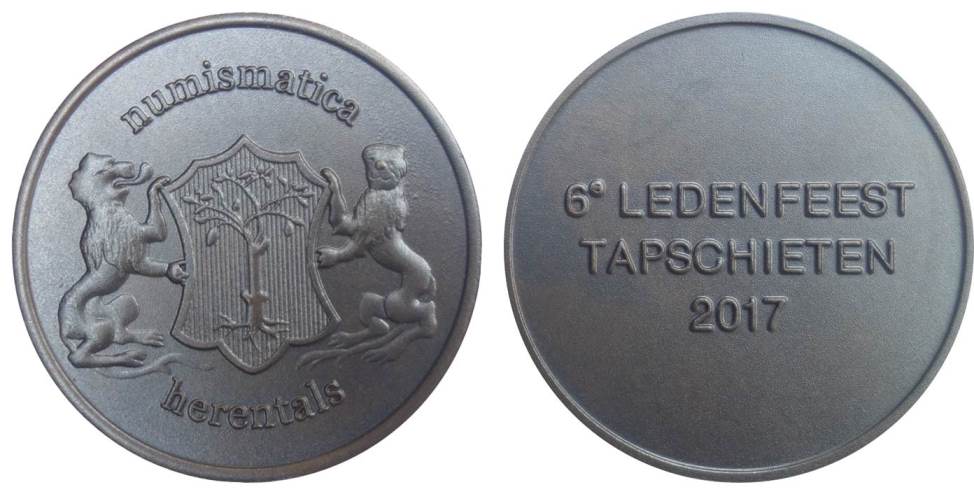 numismatica
herentals
6e LEDENFEEST
TAPSCHIETEN
2017